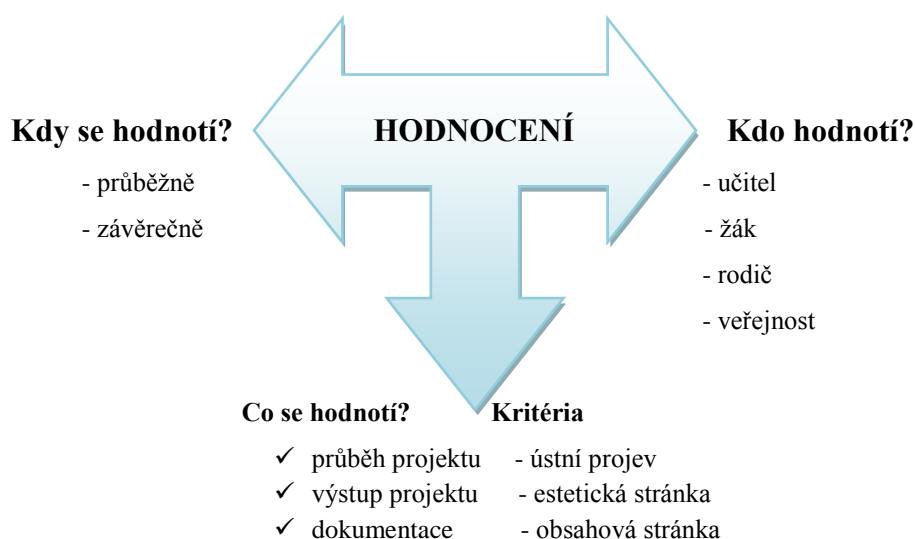 HODNOCENÍ
Kdy se hodnotí?
- průběžně
- závěrečně
Kdo hodnotí?
- učitel
- žák
- rodič
- veřejnost
Co se hodnotí? Kritéria
✓ průběh projektu - ústní projev
✓ výstup projektu - estetická stránka
✓ dokumentace - obsahová stránka